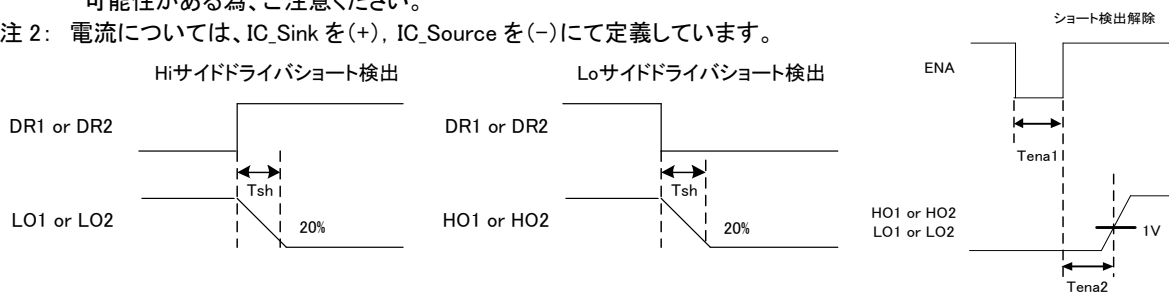 可能性がある為、ご注意ください。
注 2: 電流については、IC_Sink を(+), IC_Source を(-)にて定義しています。
Hiサイドドライバショート検出
DR1 or DR2
Tsh
LO1 or LO2
20%
Loサイドドライバショート検出
DR1 or DR2
Tsh
HO1 or HO2
20%
ショート検出解除
ENA
Tena1
HO1 or HO2
LO1 or LO2
1V
Tena2